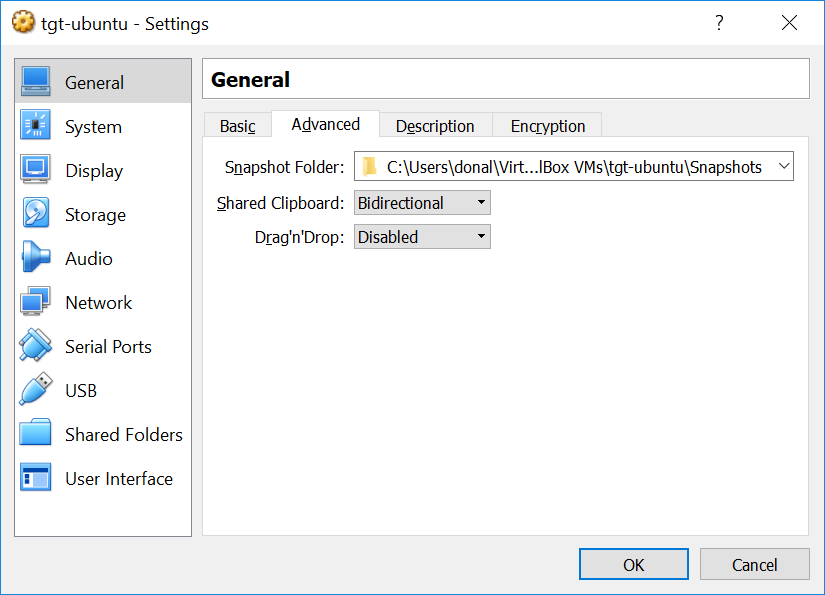 tgt-ubuntu - Settings
?
General
System
Display
Storage
Audio
Network
Serial Ports
USB
Shared Folders
User Interface
General
Basic Advanced Description Encryption
Snapshot Folder: C:\Users\donal\Virt...lBox VMs\tgt-ubuntu\Snapshots
Shared Clipboard: Bidirectional
Drag'n'Drop: Disabled
OK Cancel